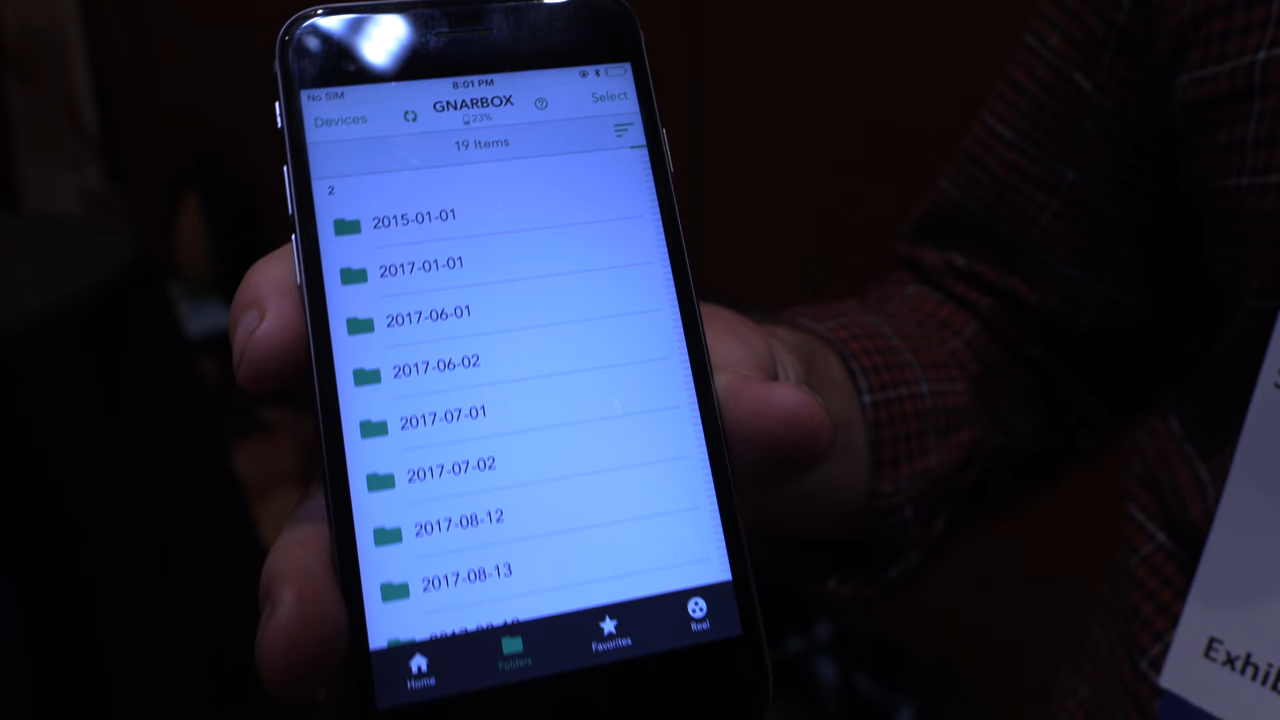 No SIM
8:01 PM
Devices
GNARBOX
23%
Select
19 Items
2
2015-01-01
2017-01-01
2017-06-01
2017-06-02
2017-07-01
2017-07-02
2017-08-12
2017-08-13
Home
Folders
Favorites
Reel